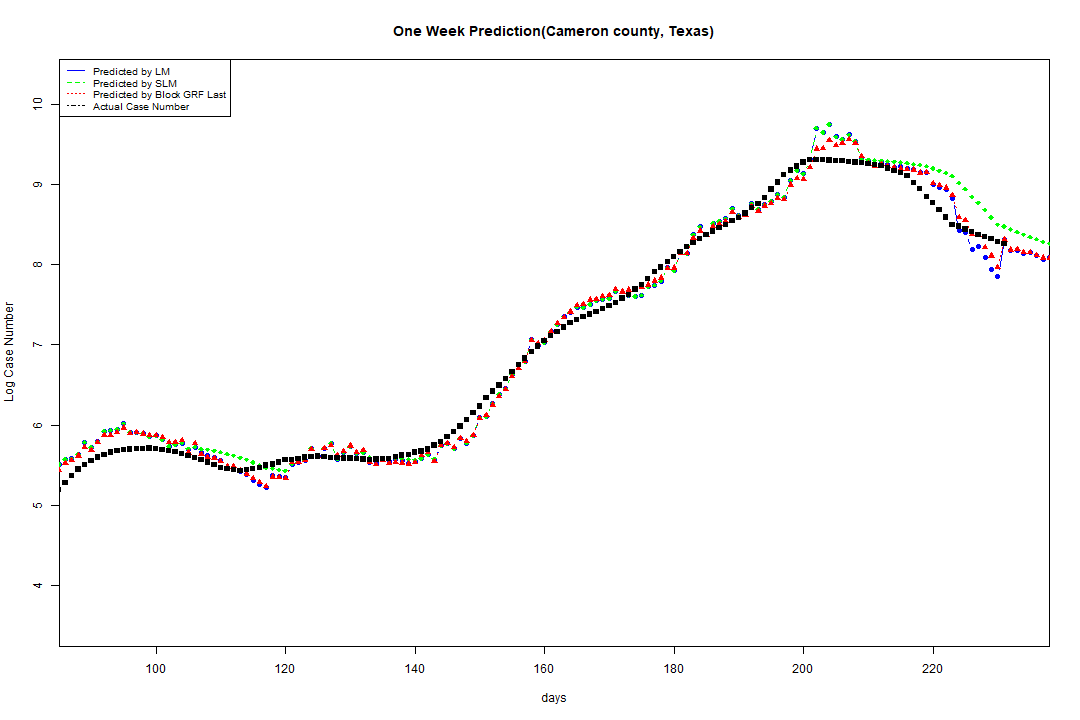 One Week Prediction(Cameron county, Texas)
Predicted by LM
Predicted by SLM
Predicted by Block GRF Last
Actual Case Number
10
9
8
7
6
5
4
Log Case Number
100 120 140 160 180 200 220
days